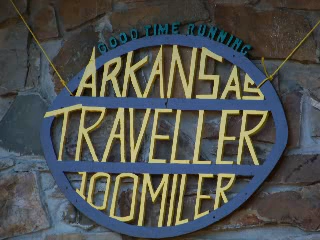 GOOD TIME RUNNING
ARKANSAS
TRAVELLER
100 MILER